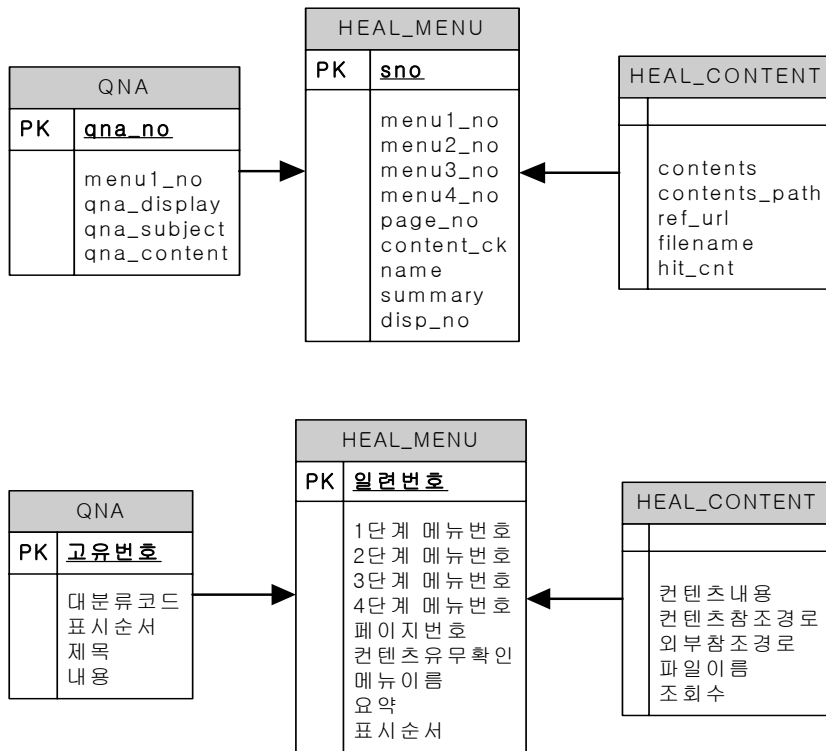 QNA
PK qna_no
menu1_no
qna_display
qna_subject
qna_content
HEAL_MENU
PK sno
menu1_no
menu2_no
menu3_no
menu4_no
page_no
content_ck
name
summary
disp_no
HEAL_CONTENT
contents
contents_path
ref_url
filename
hit_cnt
QNA
PK 고유번호
대분류코드
표시순서
제목
내용
HEAL_MENU
PK 일련번호
1단계 메뉴번호
2단계 메뉴번호
3단계 메뉴번호
4단계 메뉴번호
페이지번호
컨텐츠유무확인
메뉴이름
요약
표시순서
HEAL_CONTENT
컨텐츠내용
컨텐츠참조경로
외부참조경로
파일이름
조회수